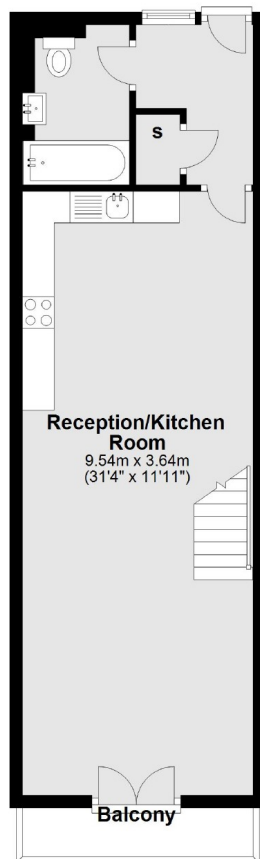 S
Reception/Kitchen
Room
9.54m x 3.64m
(31'4" x 11'11")
Balcony